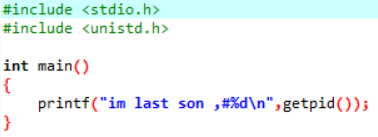 #include <stdio.h>
#include <unistd.h>
int main()
{
    printf("im last son ,#%d\n",getpid());
}